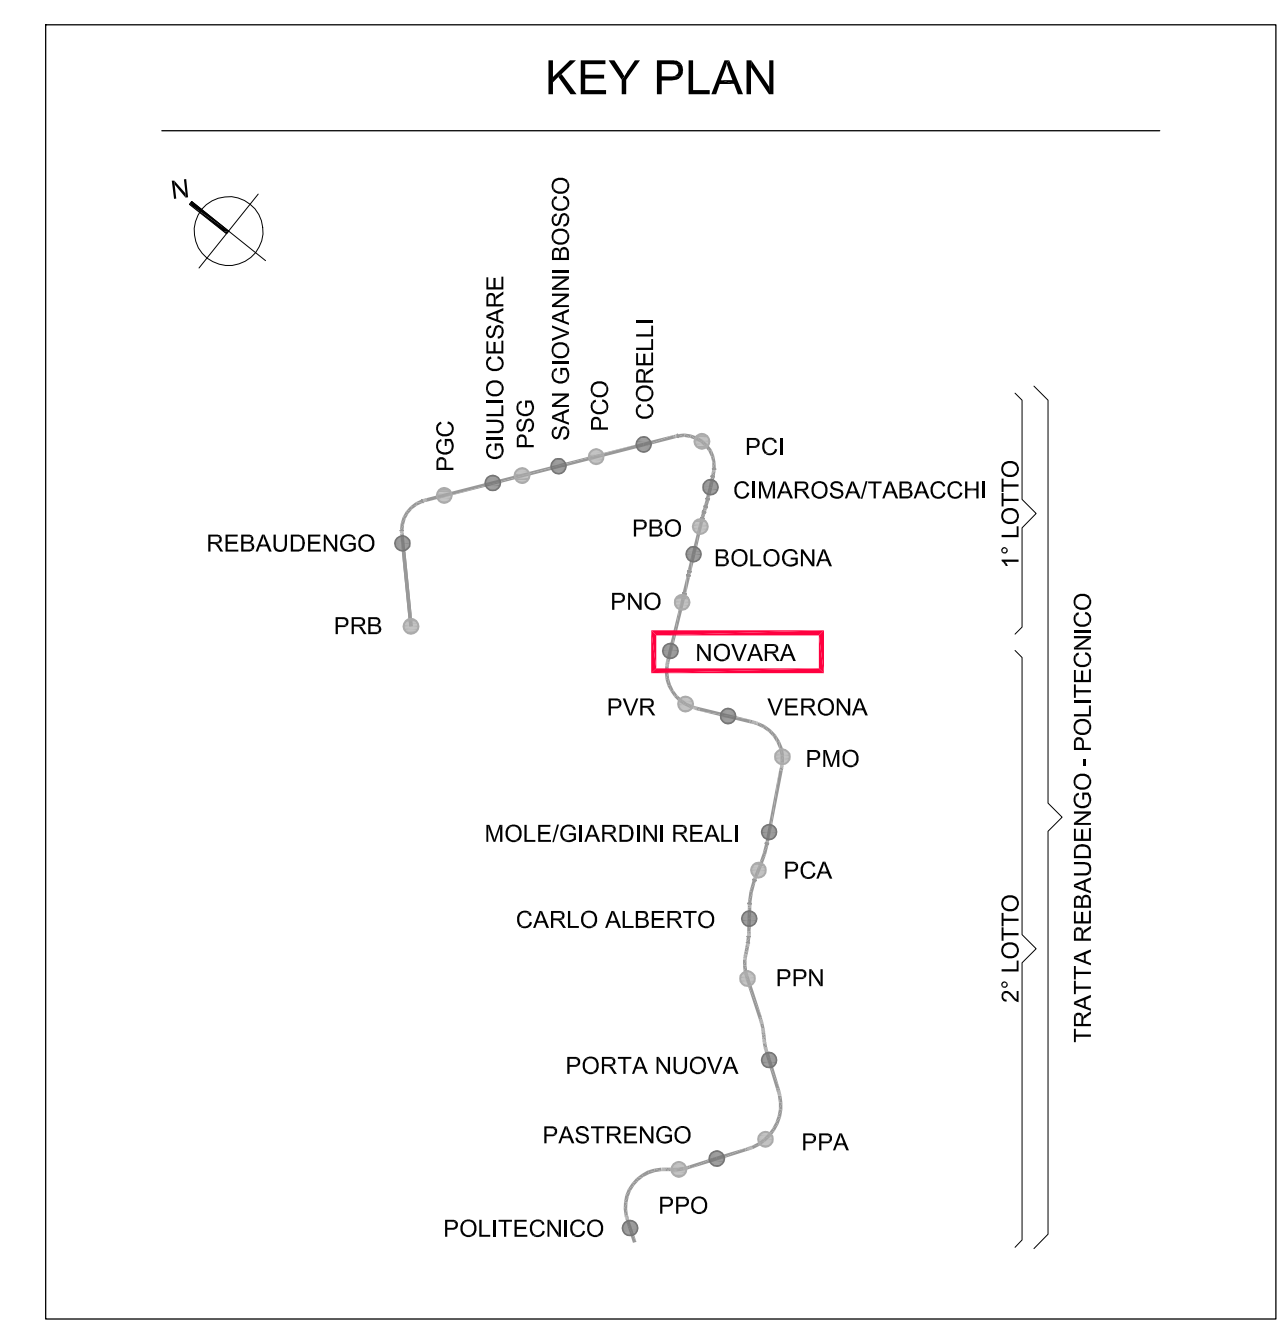 KEY PLAN
N
PGC
GIULIO CESARE
PSG
SAN GIOVANNI BOSCO
PCO
CORELLI
PCI
CIMAROSA/TABACCHI
PBO
REBAUDENGO
BOLOGNA
PNO
PRB
NOVARA
PVR
VERONA
PMO
MOLE/GIARDINI REALI
PCA
CARLO ALBERTO
PPN
PORTA NUOVA
PASTRENGO
PPA
PPO
POLITECNICO
1° LOTTO
2° LOTTO
TRATTA REBAUDENGO - POLITECNICO